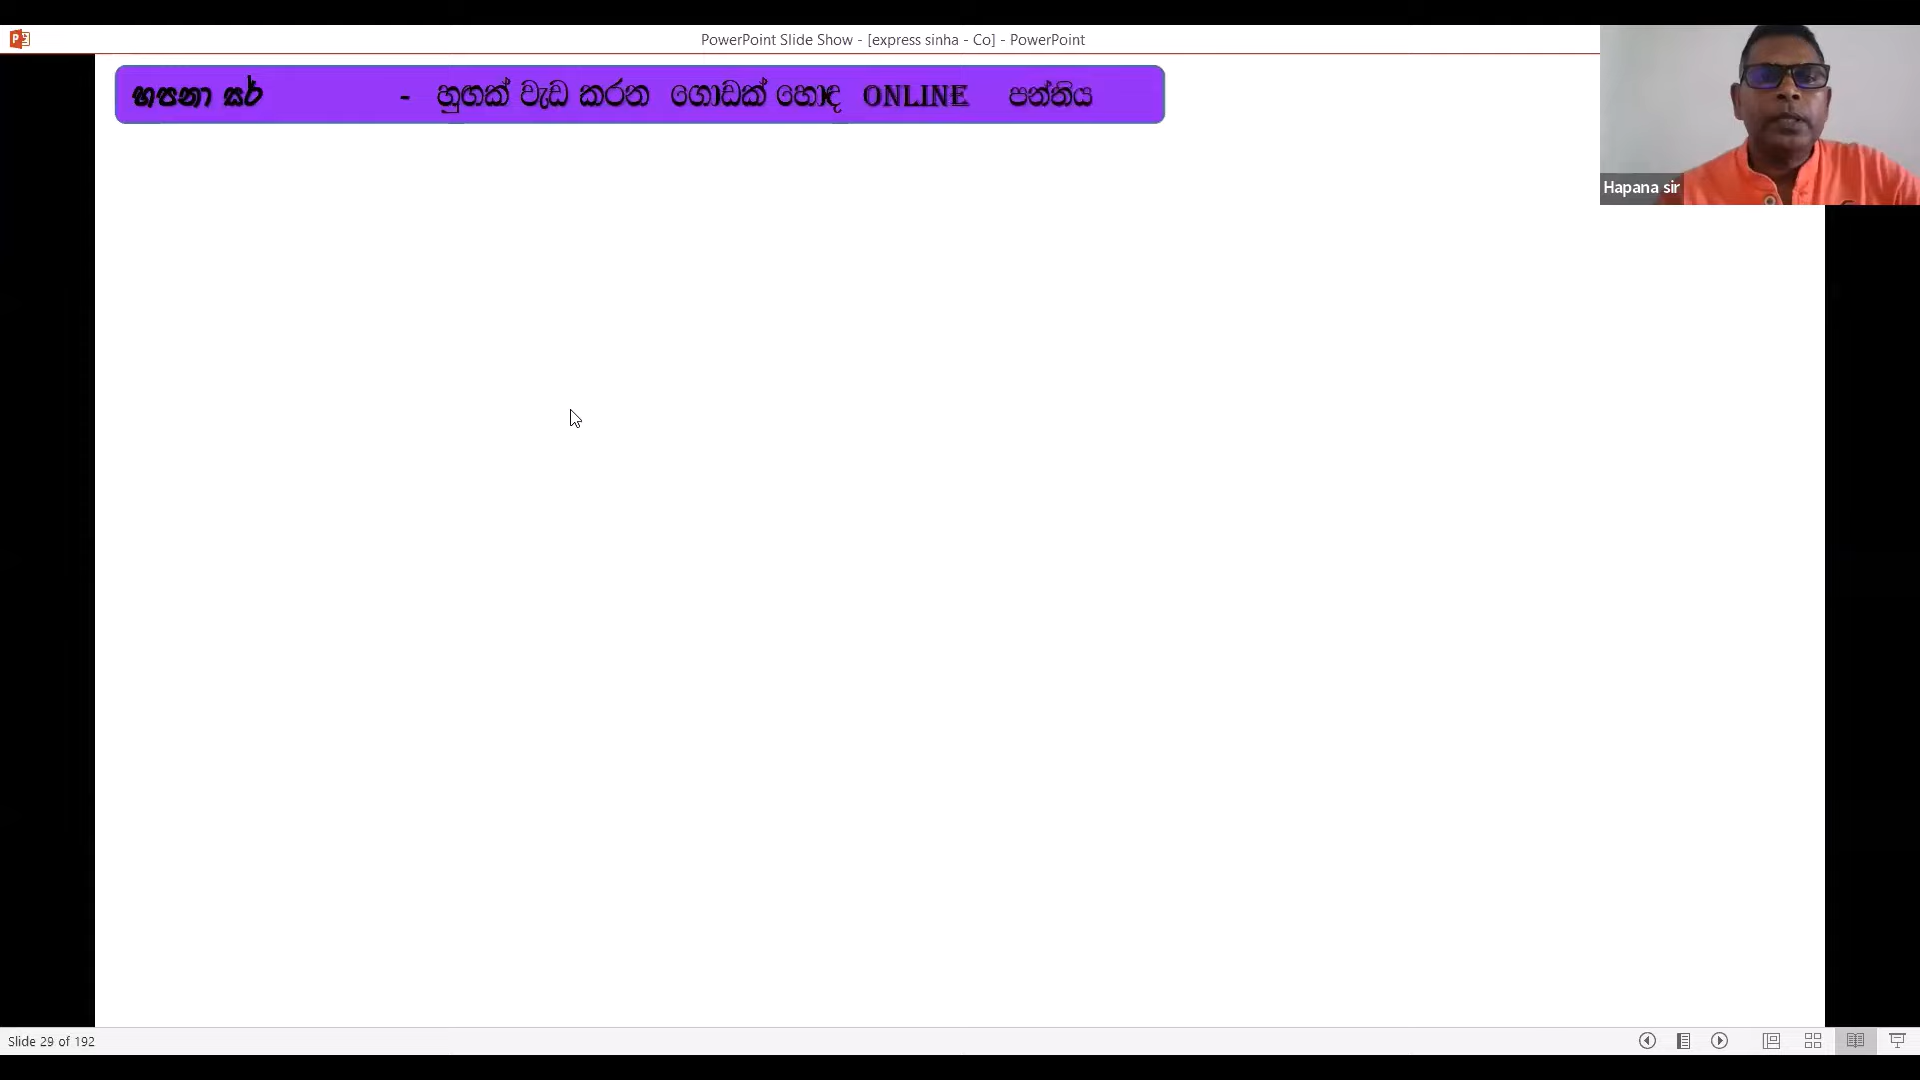 PowerPoint Slide Show - [express sinha - Co] - PowerPoint
හපනා සර් - හුඟක් වැඩ කරන ගොඩක් හොඳ ONLINE පන්තිය
Hapana sir
Slide 29 of 192